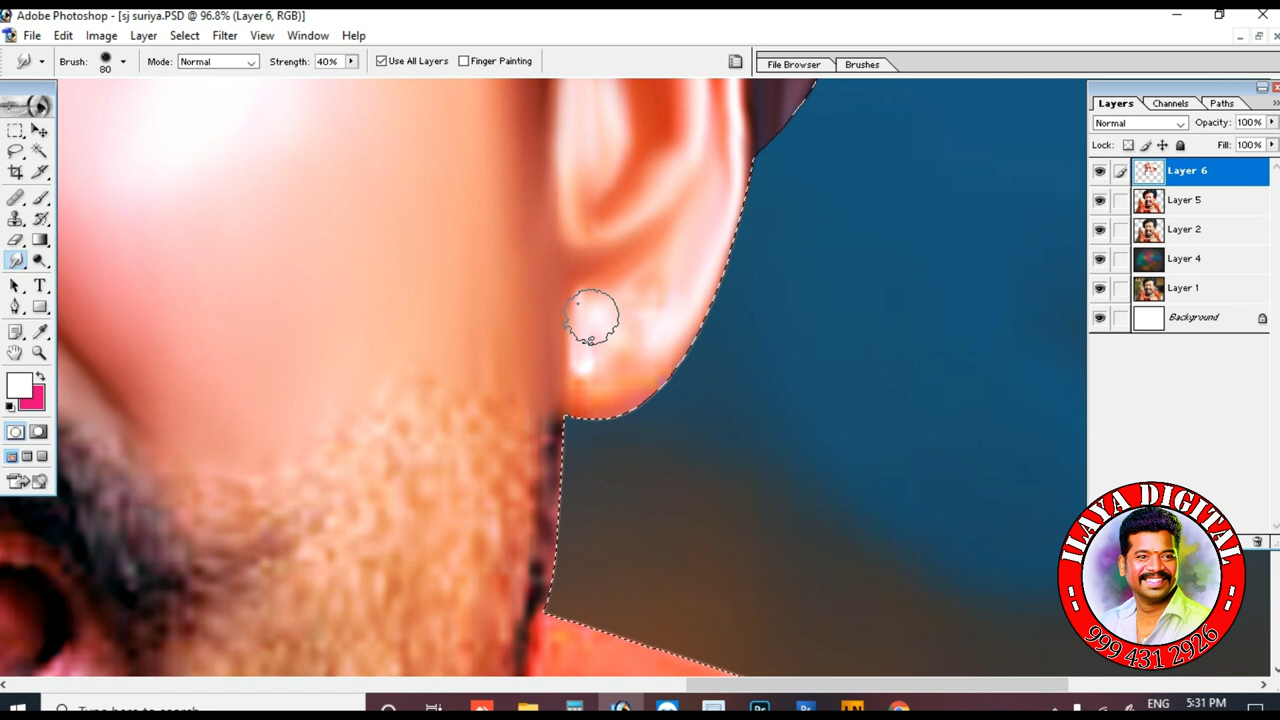 Adobe Photoshop - [sj suriya.PSD @ 96.8% (Layer 6, RGB)]
File Edit Image Layer Select Filter View Window Help
Brush: 80 Mode: Normal Strength: 40% Use All Layers Finger Painting File Browser Brushes
Layers Channels Paths
Normal Opacity: 100%
Lock: Fill: 100%
Layer 6
Layer 5
Layer 2
Layer 4
Layer 1
Background
ILAYA DIGITAL
999 431 2926
ENG 5:31 PM